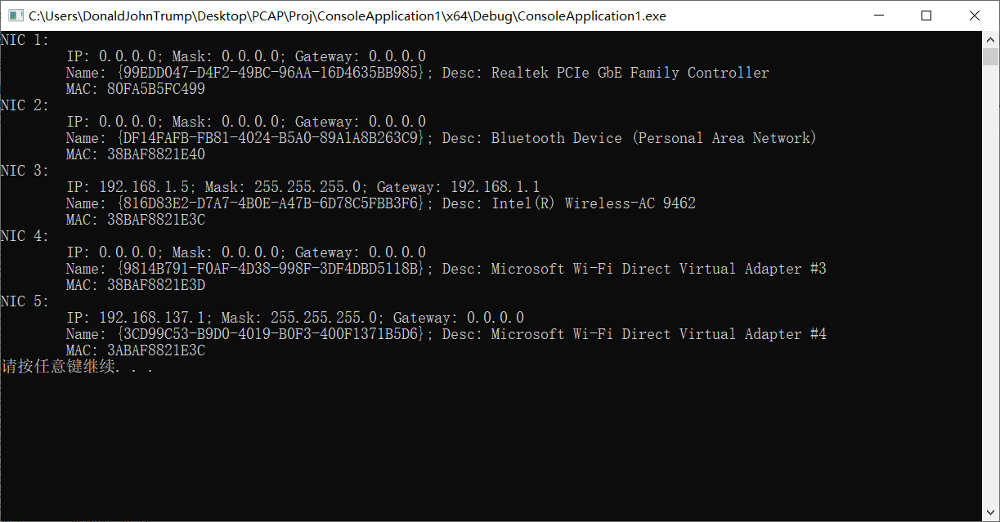 C:\Users\DonaldJohnTrump\Desktop\PCAP\Proj\ConsoleApplication1\x64\Debug\ConsoleApplication1.exe
NIC 1:
IP: 0.0.0.0; Mask: 0.0.0.0; Gateway: 0.0.0.0
Name: {99EDD047-D4F2-49BC-96AA-16D4635BB985}; Desc: Realtek PCIe GbE Family Controller
MAC: 80FA5B5FC499
NIC 2:
IP: 0.0.0.0; Mask: 0.0.0.0; Gateway: 0.0.0.0
Name: {DF14FAFB-FB81-4024-B5A0-89A1A8B263C9}; Desc: Bluetooth Device (Personal Area Network)
MAC: 38BAF8821E40
NIC 3:
IP: 192.168.1.5; Mask: 255.255.255.0; Gateway: 192.168.1.1
Name: {816D83E2-D7A7-4B0E-A47B-6D78C5FBB3F6}; Desc: Intel(R) Wireless-AC 9462
MAC: 38BAF8821E3C
NIC 4:
IP: 0.0.0.0; Mask: 0.0.0.0; Gateway: 0.0.0.0
Name: {9814B791-F0AF-4D38-998F-3DF4DBD5118B}; Desc: Microsoft Wi-Fi Direct Virtual Adapter #3
MAC: 38BAF8821E3D
NIC 5:
IP: 192.168.137.1; Mask: 255.255.255.0; Gateway: 0.0.0.0
Name: {3CD99C53-B9D0-4019-B0F3-400F1371B5D6}; Desc: Microsoft Wi-Fi Direct Virtual Adapter #4
MAC: 3ABAF8821E3C
请按任意键继续. . .